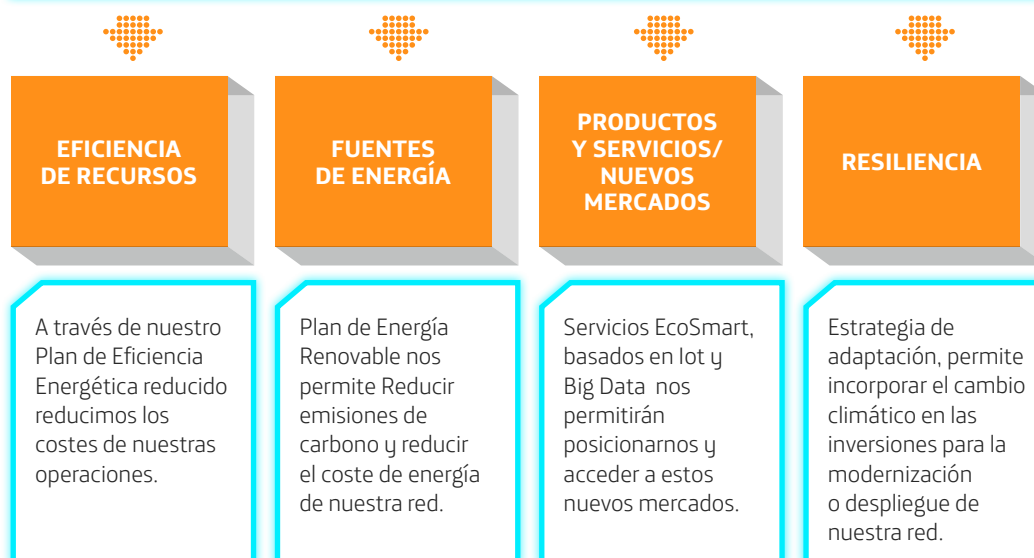 EFICIENCIA
DE RECURSOS
FUENTES
DE ENERGÍA
PRODUCTOS
Y SERVICIOS/
NUEVOS
MERCADOS
RESILIENCIA
A través de nuestro
Plan de Eficiencia
Energética reducido
reducimos los
costes de nuestras
operaciones.
Plan de Energía
Renovable nos
permite Reducir
emisiones de
carbono y reducir
el coste de energía
de nuestra red.
Servicios EcoSmart,
basados en Iot y
Big Data nos
permitirán
posicionarnos y
acceder a estos
nuevos mercados.
Estrategia de
adaptación, permite
incorporar el cambio
climático en las
inversiones para la
modernización
o despliegue de
nuestra red.